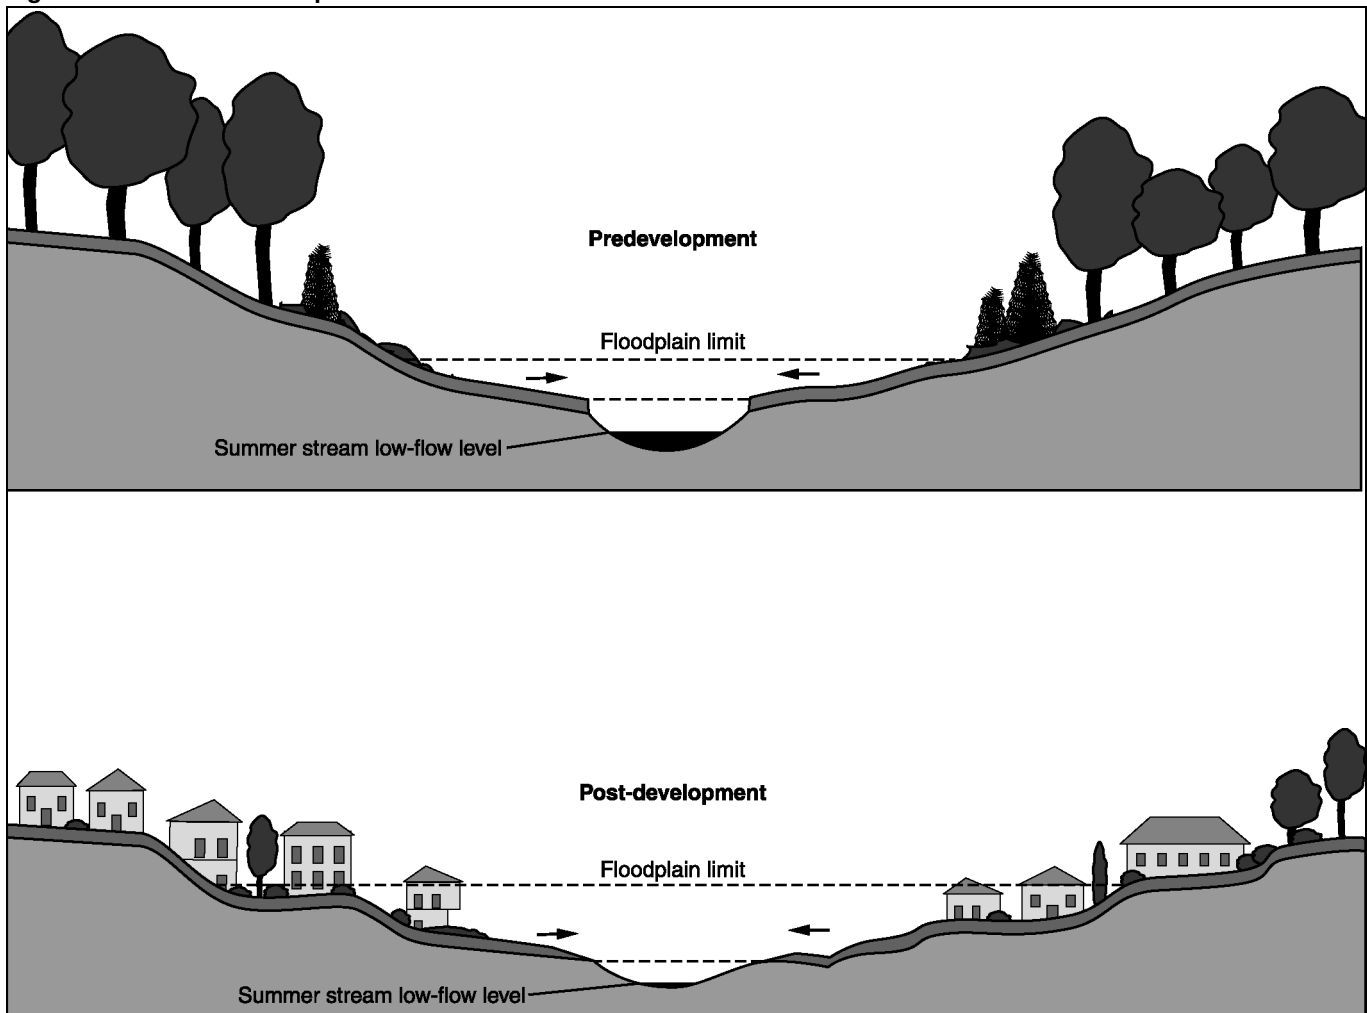 Predevelopment
Floodplain limit
Summer stream low-flow level
Post-development
Floodplain limit
Summer stream low-flow level